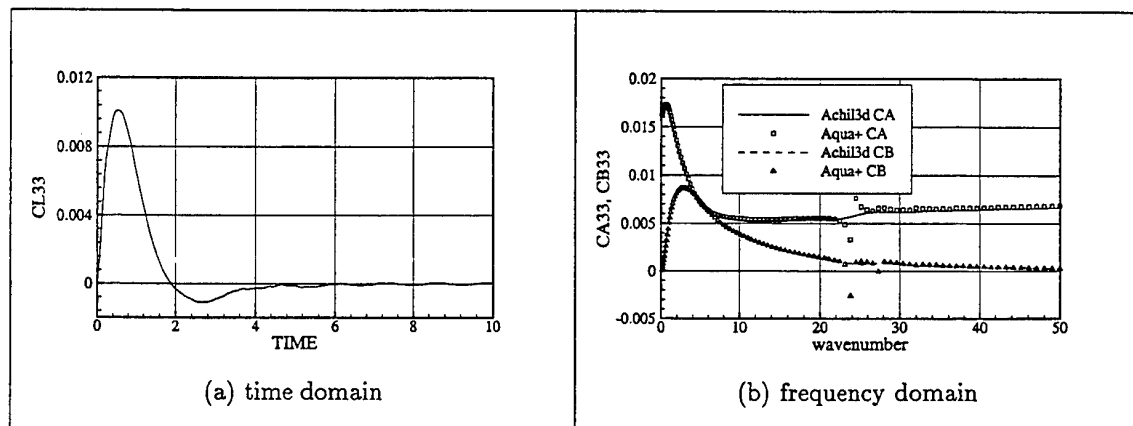 0.012
0.008
0.004
0
CL33
0 2 4 6 8 10
TIME
(a) time domain
0.02
0.015
0.01
0.005
0
-0.005
CA33, CB33
Achil3d CA
Aqua+ CA
Achil3d CB
Aqua+ CB
0 10 20 30 40 50
wavenumber
(b) frequency domain